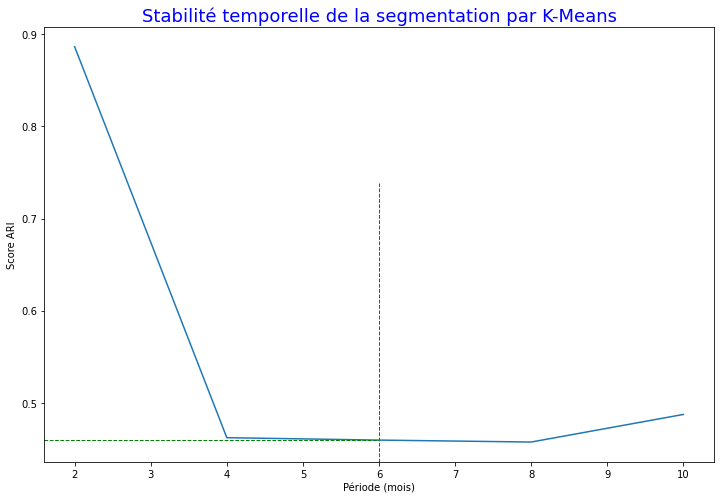 Stabilité temporelle de la segmentation par K-Means
0.9
0.8
0.7
0.6
0.5
Score ARI
2 3 4 5 6 7 8 9 10
Période (mois)